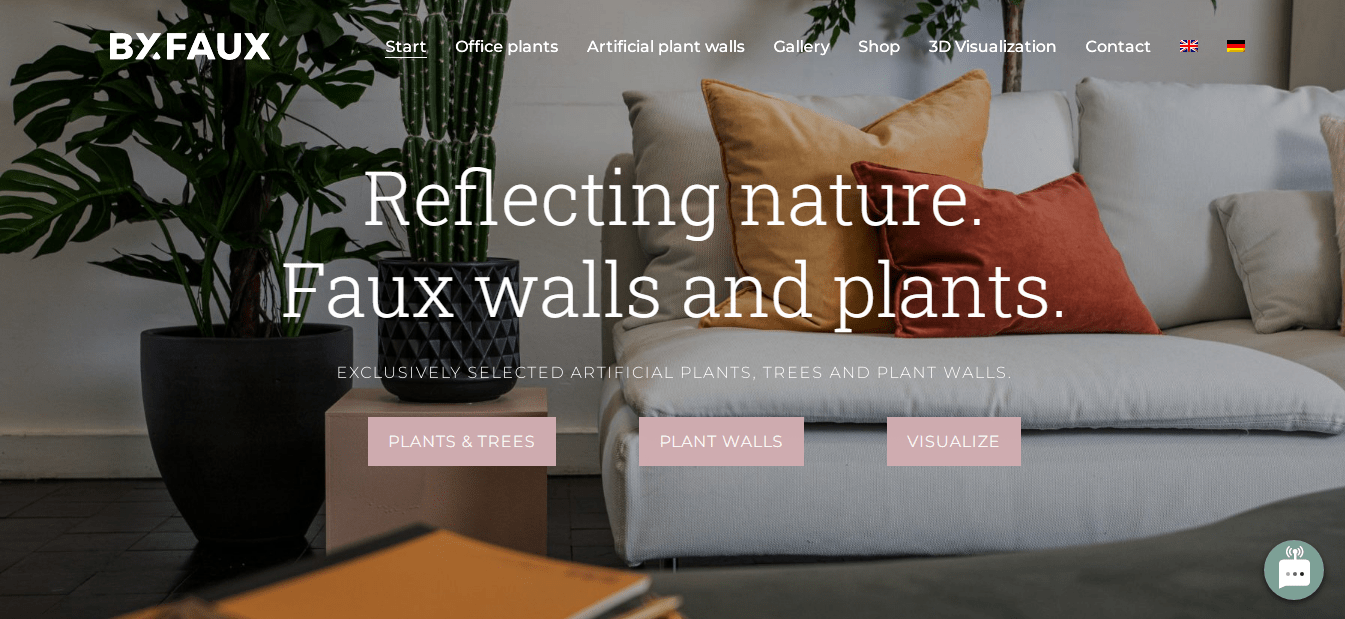 BY.FAUX
Start Office plants Artificial plant walls Gallery Shop 3D Visualization Contact
Reflecting nature.
Faux walls and plants.
EXCLUSIVELY SELECTED ARTIFICIAL PLANTS, TREES AND PLANT WALLS.
PLANTS & TREES PLANT WALLS VISUALIZE